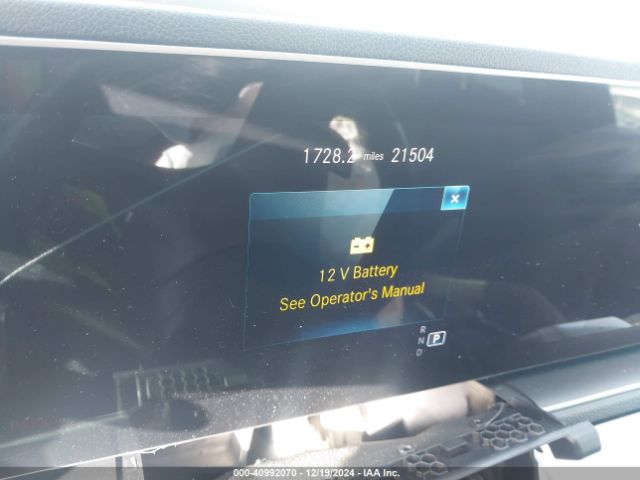 1728.2 miles 21504
x
12 V Battery
See Operator's Manual
R
N P
D
000-40992070 - 12/19/2024 - IAA Inc.